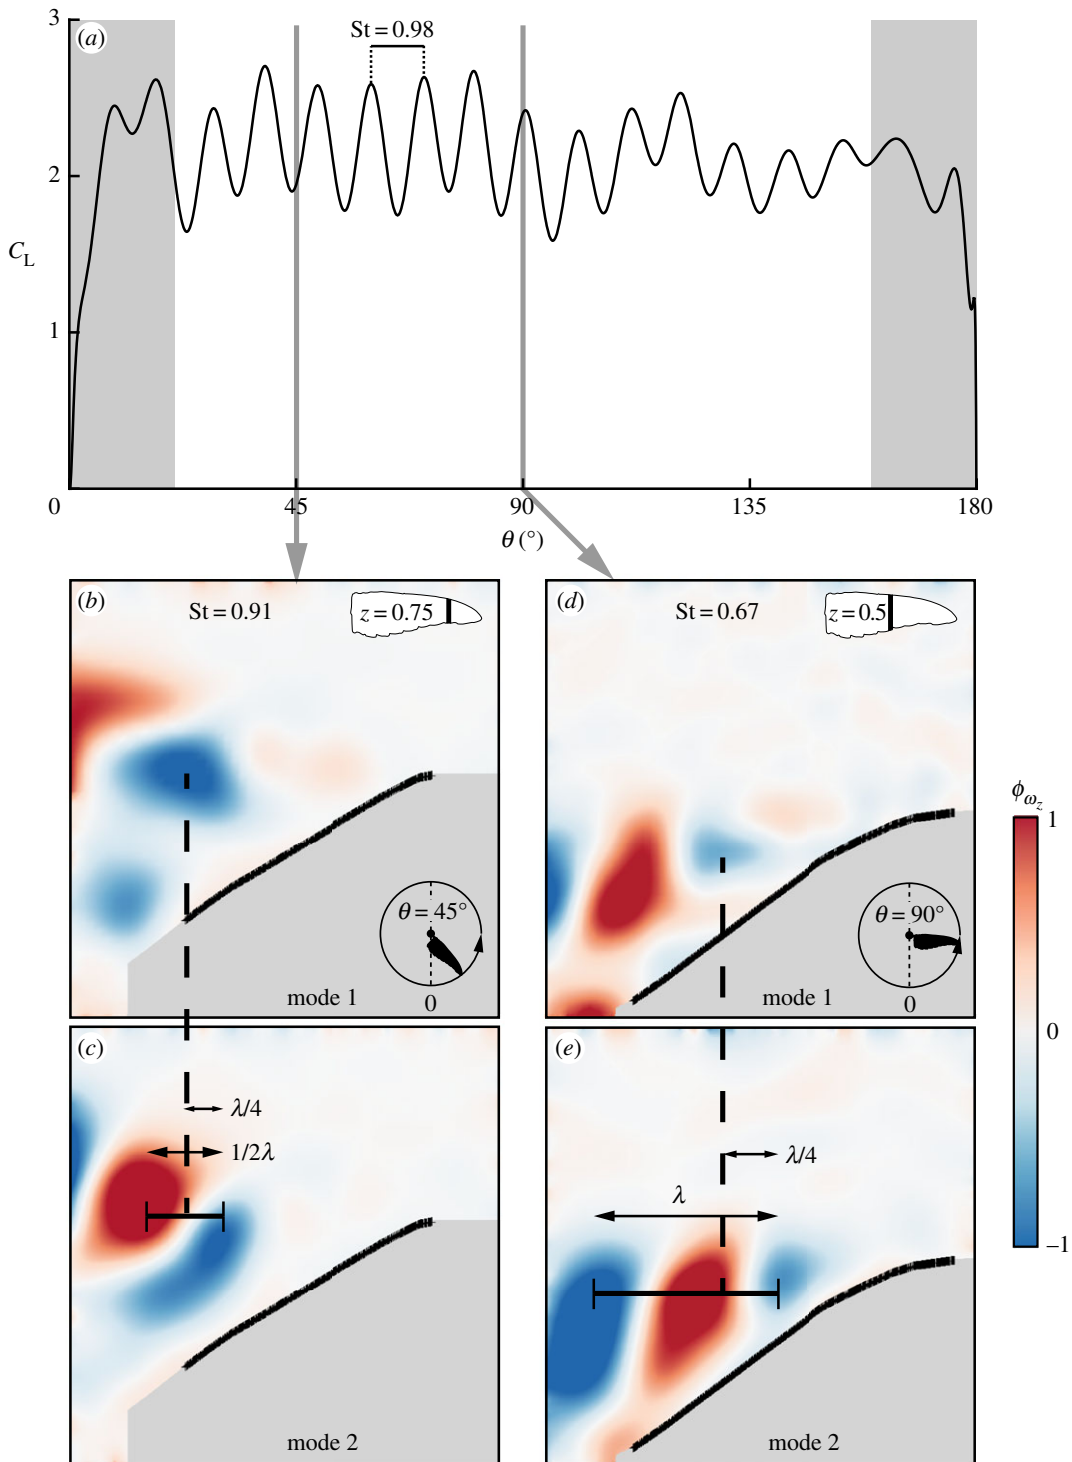 3
(a)
St = 0.98
2
C_L
1
0
45
90
135
180
θ (°)
(b)
St = 0.91
z = 0.75
θ = 45°
0
mode 1
(d)
St = 0.67
z = 0.5
θ = 90°
0
mode 1
ϕ_ω_z
1
0
–1
(c)
λ/4
1/2λ
mode 2
(e)
λ/4
λ
mode 2